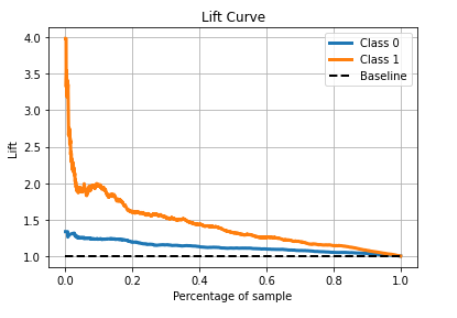 Lift Curve
Class 0
Class 1
Baseline
4.0
3.5
3.0
2.5
2.0
1.5
1.0
Lift
0.0 0.2 0.4 0.6 0.8 1.0
Percentage of sample